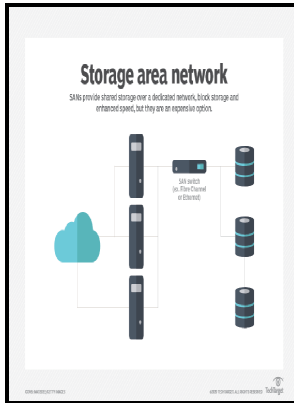 Storage area network
SANs provide shared storage over a dedicated network, block storage and
enhanced speed, but they are an expensive option.
SAN switch
(ex. Fibre Channel
or Ethernet)
TechTarget